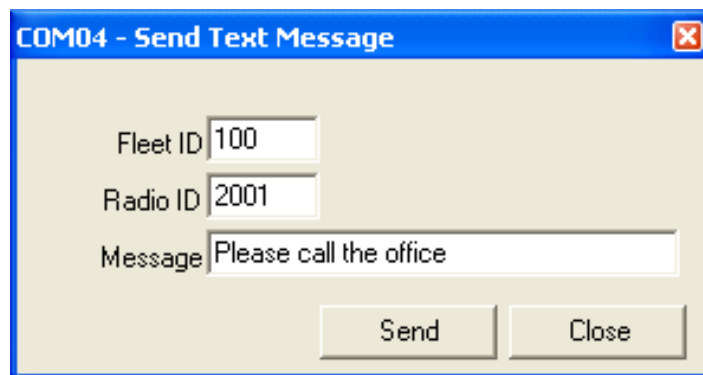 COM04 - Send Text Message
Fleet ID 100
Radio ID 2001
Message Please call the office
Send Close